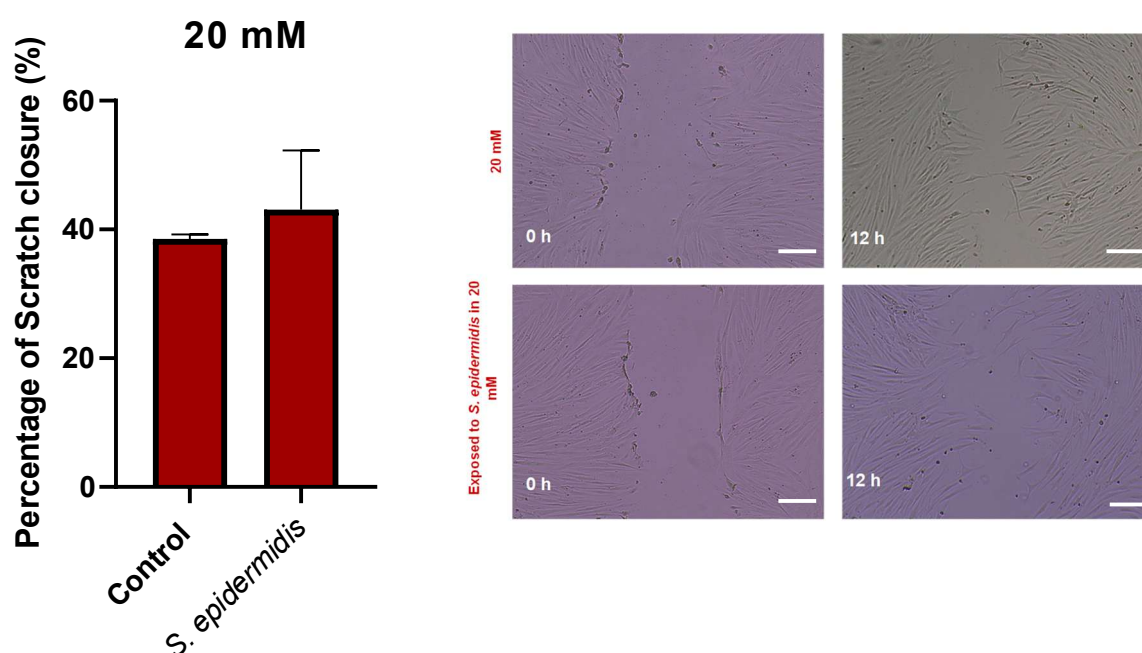 20 mM
Percentage of Scratch closure (%)
60
40
20
0
Control
S. epidermidis
20 mM
0 h
12 h
Exposed to S. epidermidis in 20
mM
0 h
12 h